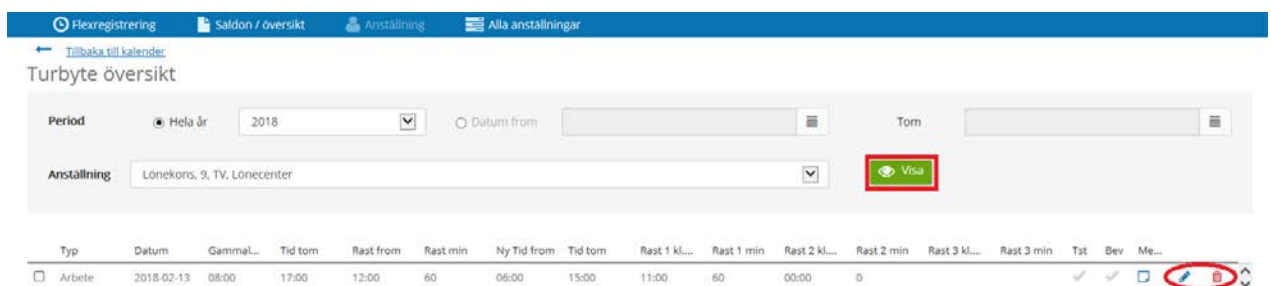 Flexregistrering Saldon / översikt Anställning Alla anställningar
Tillbaka till kalender
Turbyte översikt
Period Hela år 2018 Datum from Tom
Anställning Lönekons, 9, TV, Lönecenter Visa
Typ Datum Gammal... Tid tom Rast from Rast min Ny Tid from Tid tom Rast 1 kl.... Rast 1 min Rast 2 kl.... Rast 2 min Rast 3 kl.... Rast 3 min Tst Bev Me...
Arbete 2018-02-13 08:00 17:00 12:00 60 06:00 15:00 11:00 60 00:00 0